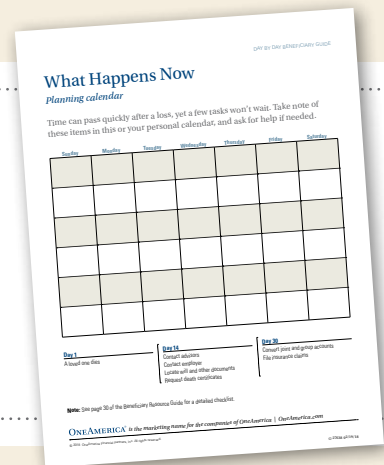 DAY BY DAY BENEFICIARY GUIDE
What Happens Now
Planning calendar
Time can pass quickly after a loss, yet a few tasks won't wait. Take note of
these items in this or your personal calendar, and ask for help if needed.
Sunday Monday Tuesday Wednesday Thursday Friday Saturday
Day 1
A loved one dies
Day 14
Contact advisors
Contact employer
Locate will and other documents
Request death certificates
Day 30
Convert joint and group accounts
File insurance claims
Note: See page 30 of the Beneficiary Resource Guide for a detailed checklist.
ONEAMERICA® is the marketing name for the companies of OneAmerica | OneAmerica.com